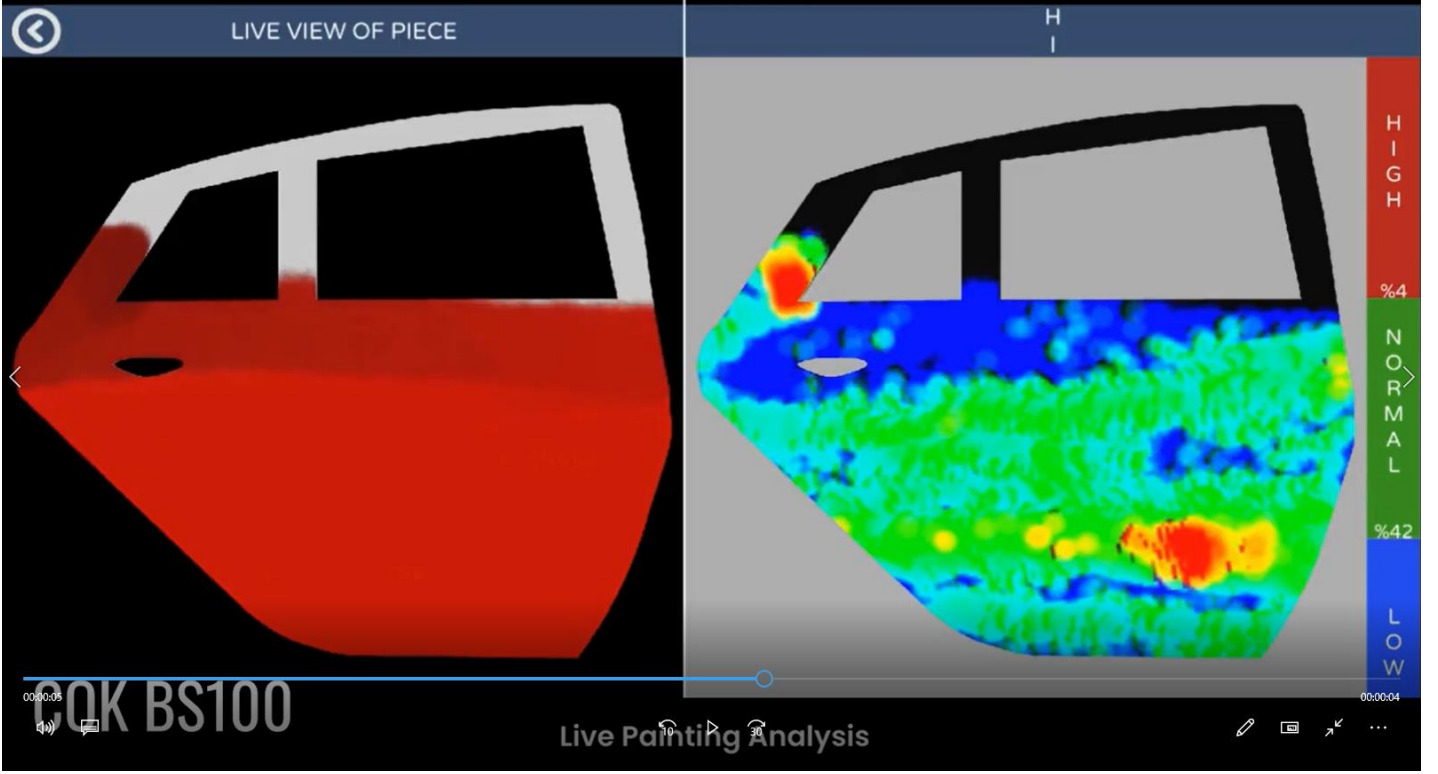 LIVE VIEW OF PIECE
H
I
H
I
G
H
%4
N
O
R
M
A
L
%42
L
O
W
00:00:05
00:00:04
COK BS100
10
30
Live Painting Analysis